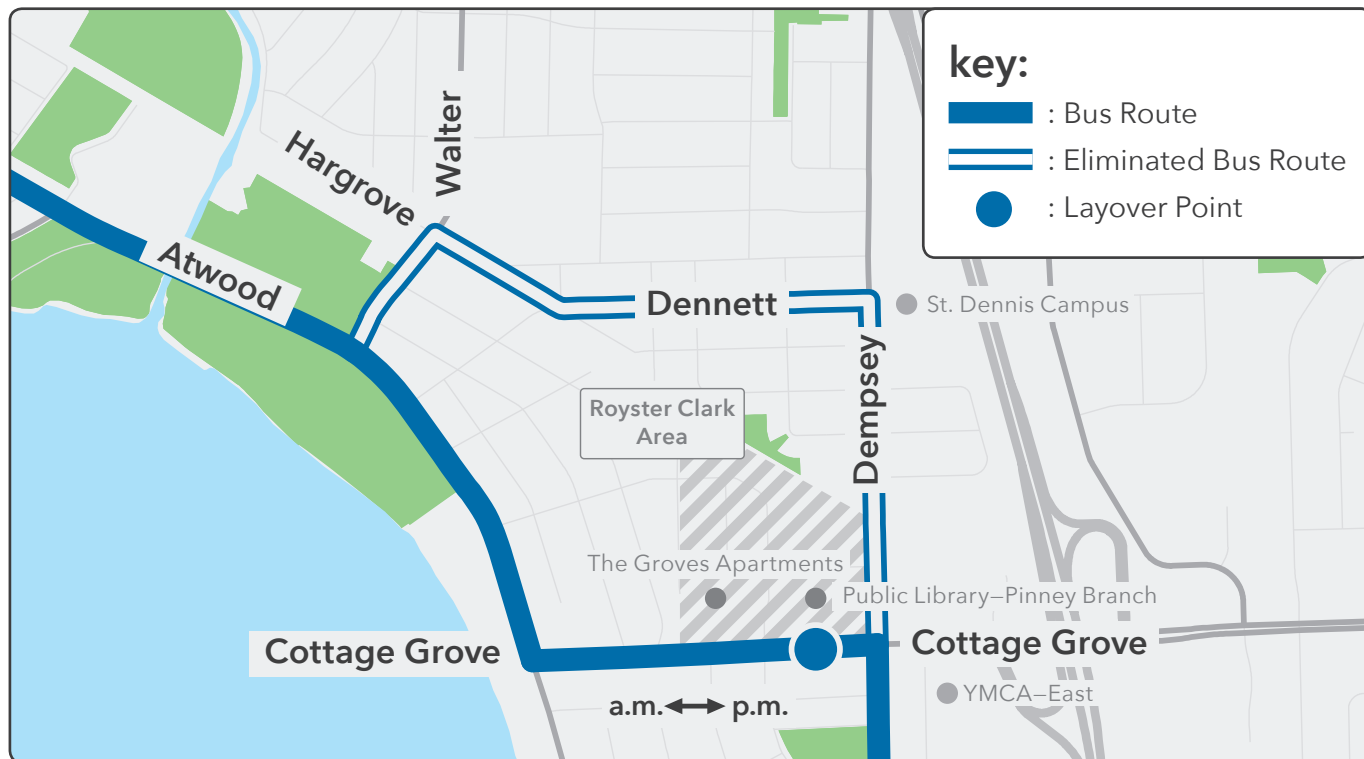 key:
: Bus Route
: Eliminated Bus Route
: Layover Point
Walter
Hargrove
Atwood
Dennett
St. Dennis Campus
Dempsey
Royster Clark
Area
The Groves Apartments
Public Library–Pinney Branch
Cottage Grove
Cottage Grove
YMCA–East
a.m. p.m.